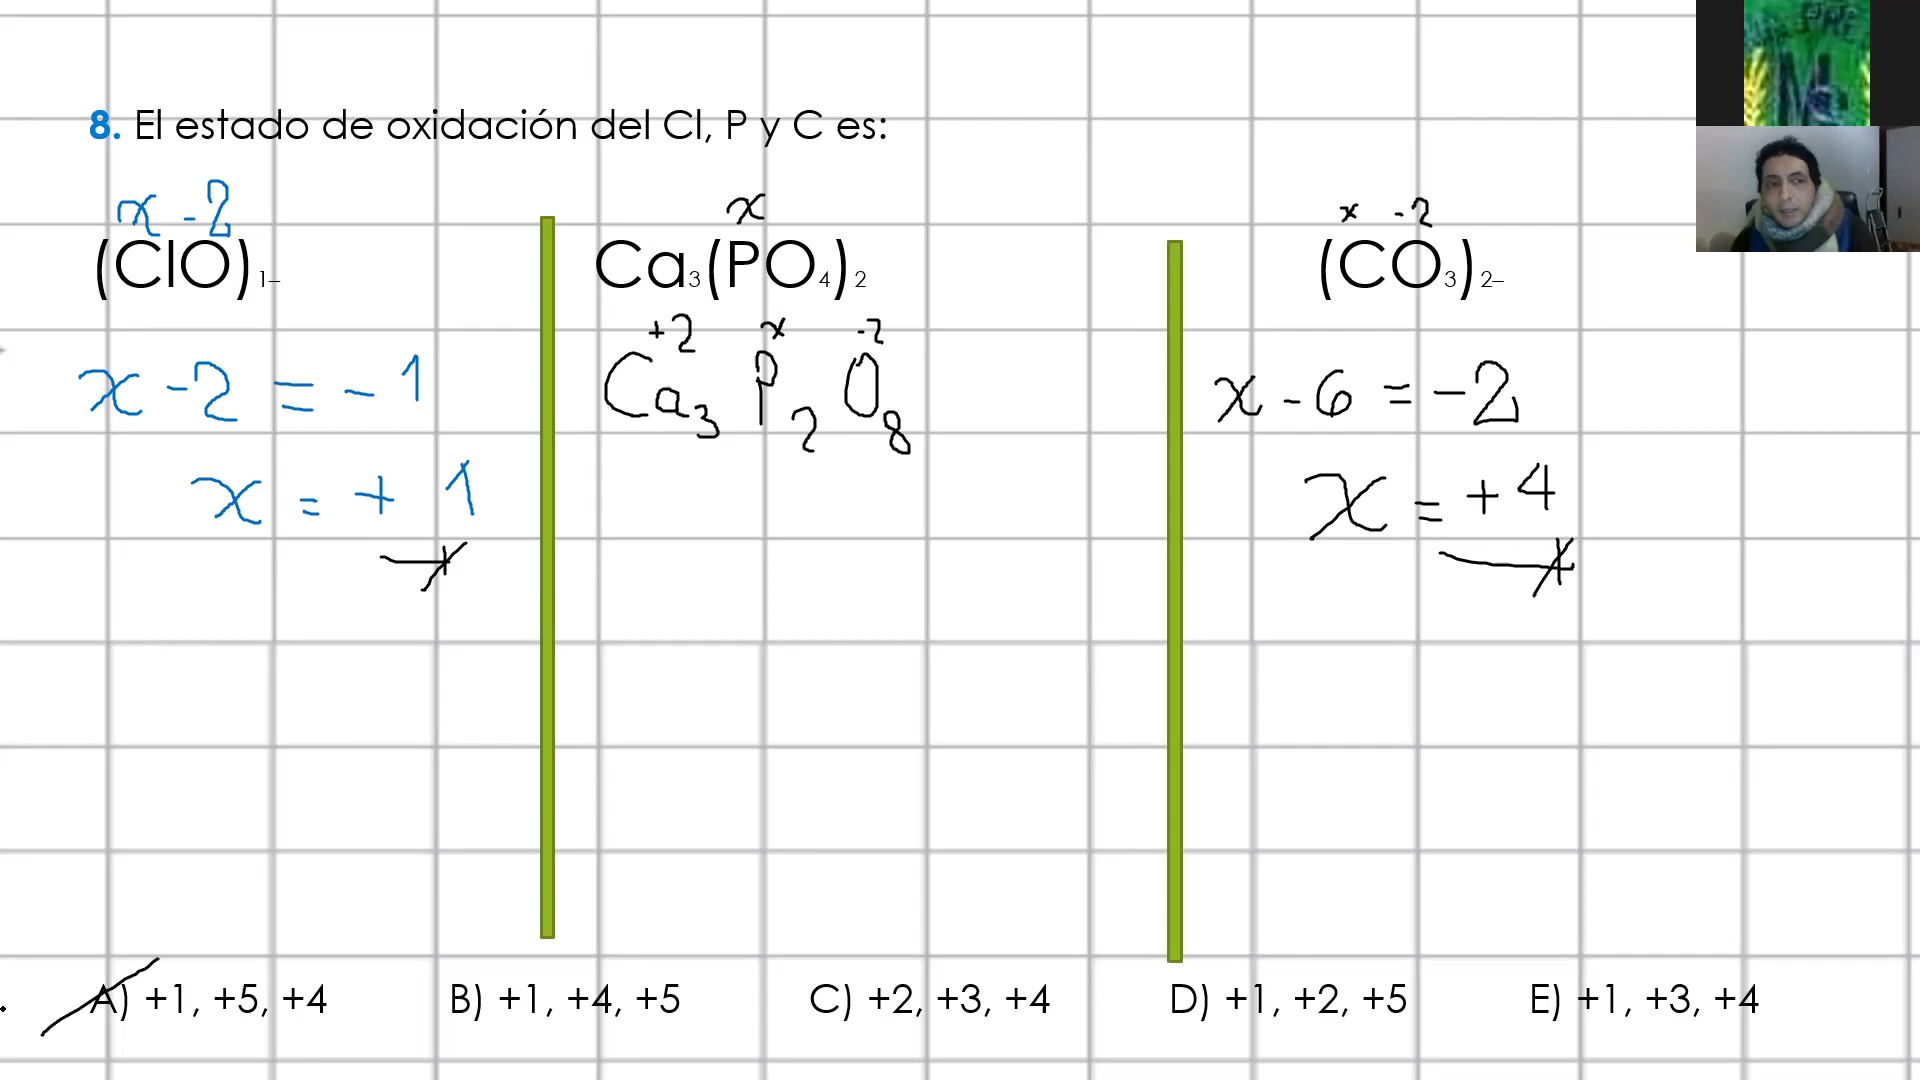 8. El estado de oxidación del Cl, P y C es:
x -2
(ClO)1–
x - 2 = - 1
x = + 1
x
Ca3(PO4)2
+2 x -2
Ca3 P2 O8
x -2
(CO3)2–
x - 6 = -2
x = +4
A) +1, +5, +4 B) +1, +4, +5 C) +2, +3, +4 D) +1, +2, +5 E) +1, +3, +4